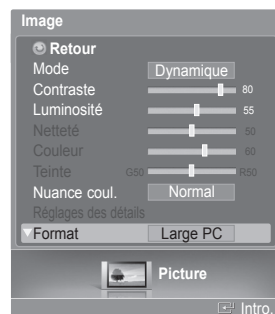 Image
Retour
Mode Dynamique
Contraste 80
Luminosité 55
Netteté 50
Couleur 60
Teinte G50 R50
Nuance coul. Normal
Réglages des détails
Format Large PC
Picture
Intro.